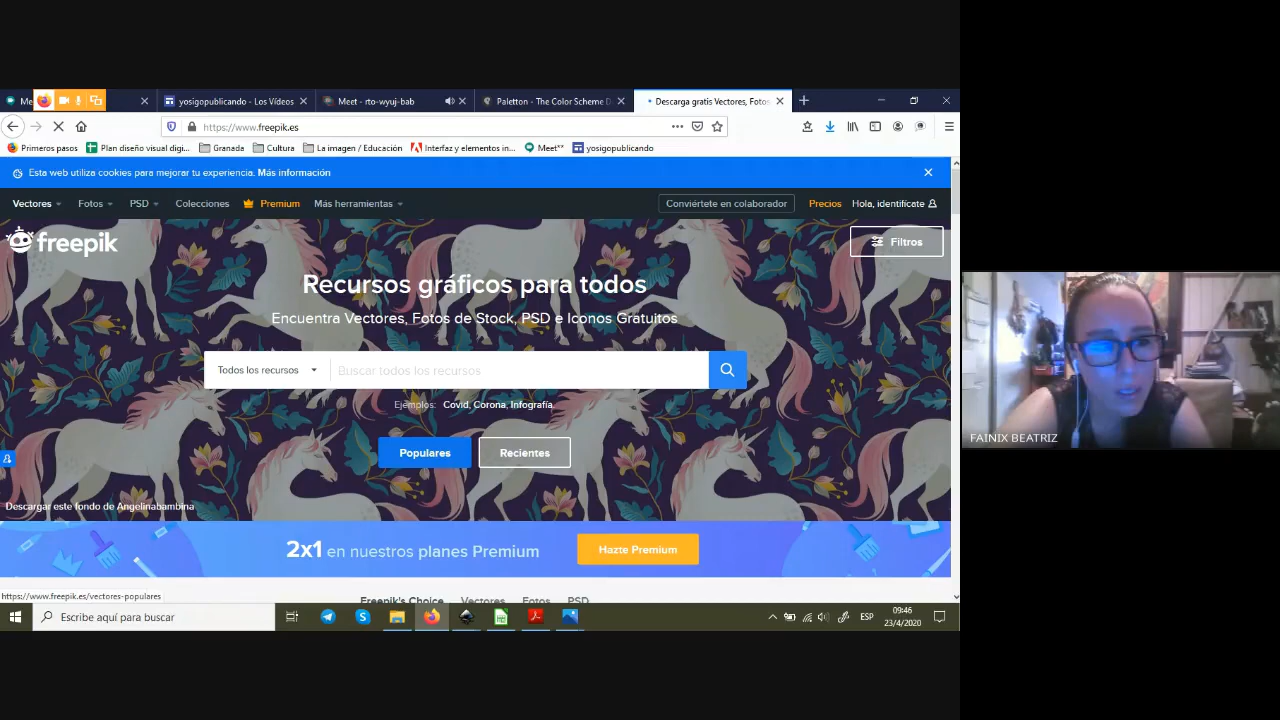 Me
yosigopublicando - Los Vídeos
Meet - rto-wyuj-bab
Paletton - The Color Scheme D
Descarga gratis Vectores, Fotos
https://www.freepik.es
Primeros pasos
Plan diseño visual digi...
Granada
Cultura
La imagen / Educación
Interfaz y elementos in...
Meet**
yosigopublicando
Esta web utiliza cookies para mejorar tu experiencia. Más información
Vectores
Fotos
PSD
Colecciones
Premium
Más herramientas
Conviértete en colaborador
Precios
Hola, identifícate
freepik
Filtros
Recursos gráficos para todos
Encuentra Vectores, Fotos de Stock, PSD e Iconos Gratuitos
Todos los recursos
Buscar todos los recursos
Ejemplos: Covid, Corona, Infografía
Populares
Recientes
Descargar este fondo de Angelinabambina
2x1 en nuestros planes Premium
Hazte Premium
https://www.freepik.es/vectores-populares
Freepik's Choice
Vectores
Fotos
PSD
Escribe aquí para buscar
ESP
09:46
23/4/2020
FAINIX BEATRIZ